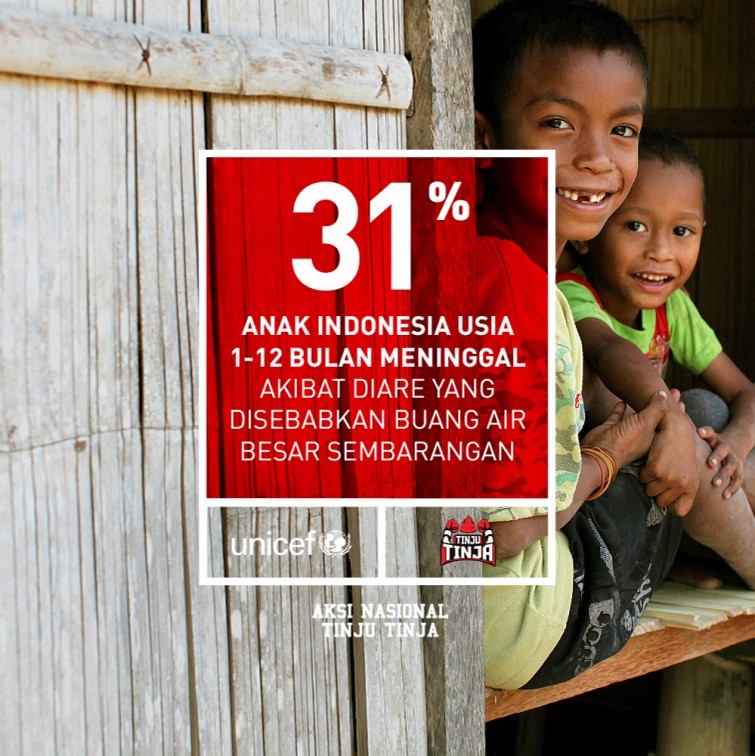 31%
ANAK INDONESIA USIA
1-12 BULAN MENINGGAL
AKIBAT DIARE YANG
DISEBABKAN BUANG AIR
BESAR SEMBARANGAN
unicef
TINJU
TINJA
AKSI NASIONAL
TINJU TINJA